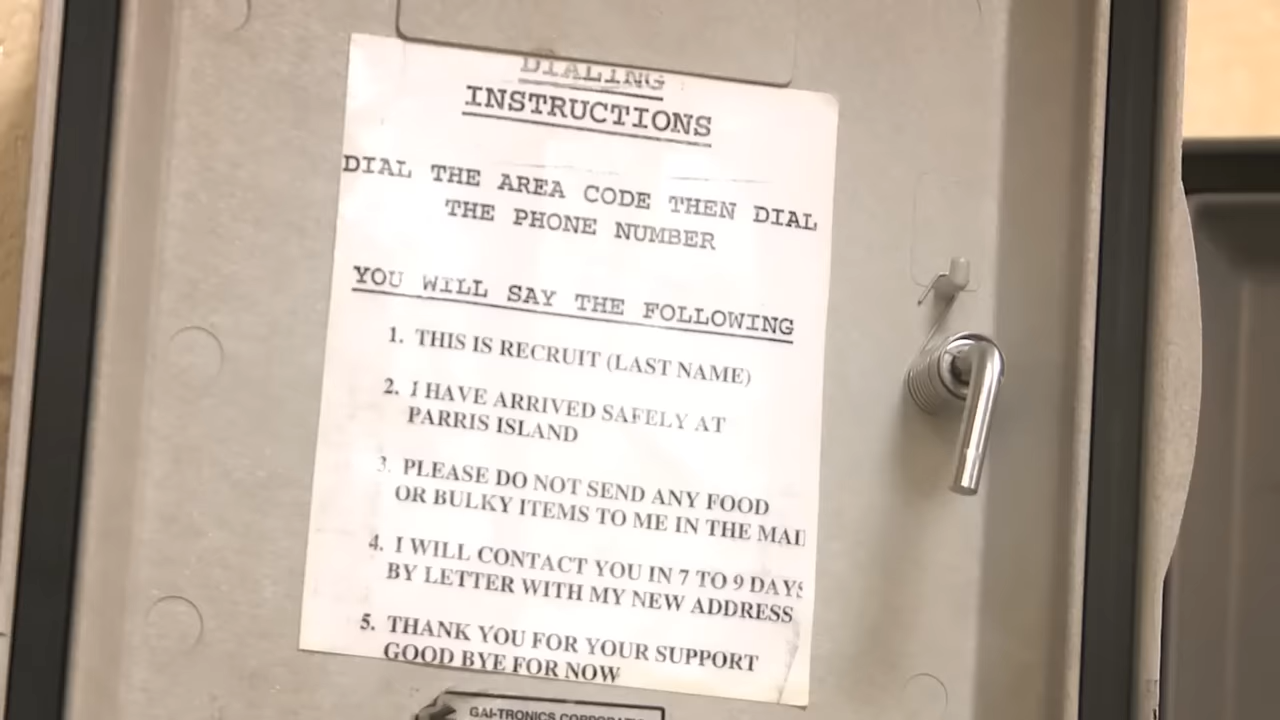 DIALING
INSTRUCTIONS
DIAL THE AREA CODE THEN DIAL
THE PHONE NUMBER
YOU WILL SAY THE FOLLOWING
1. THIS IS RECRUIT (LAST NAME)
2. I HAVE ARRIVED SAFELY AT
PARRIS ISLAND
3. PLEASE DO NOT SEND ANY FOOD
OR BULKY ITEMS TO ME IN THE MAI
4. I WILL CONTACT YOU IN 7 TO 9 DAYS
BY LETTER WITH MY NEW ADDRESS
5. THANK YOU FOR YOUR SUPPORT
GOOD BYE FOR NOW
GAI-TRONICS